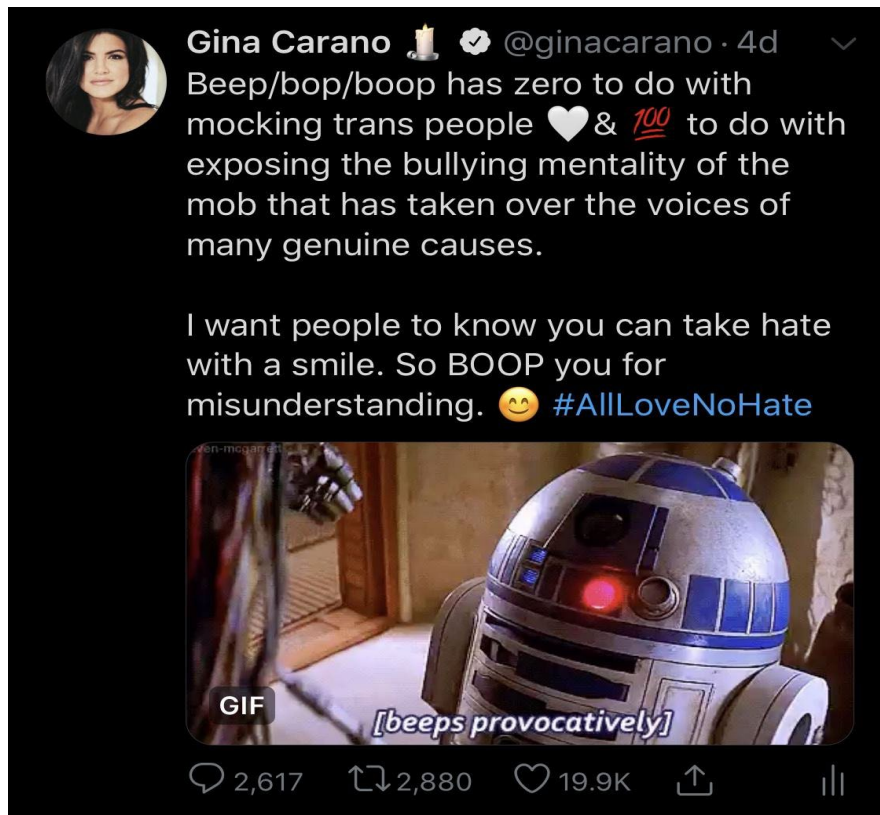 Gina Carano 🕯️ @ginacarano · 4d
Beep/bop/boop has zero to do with
mocking trans people 🤍& 💯 to do with
exposing the bullying mentality of the
mob that has taken over the voices of
many genuine causes.
I want people to know you can take hate
with a smile. So BOOP you for
misunderstanding. 😊 #AllLoveNoHate
ven-mcgarrett
GIF
[beeps provocatively]
2,617 2,880 19.9K